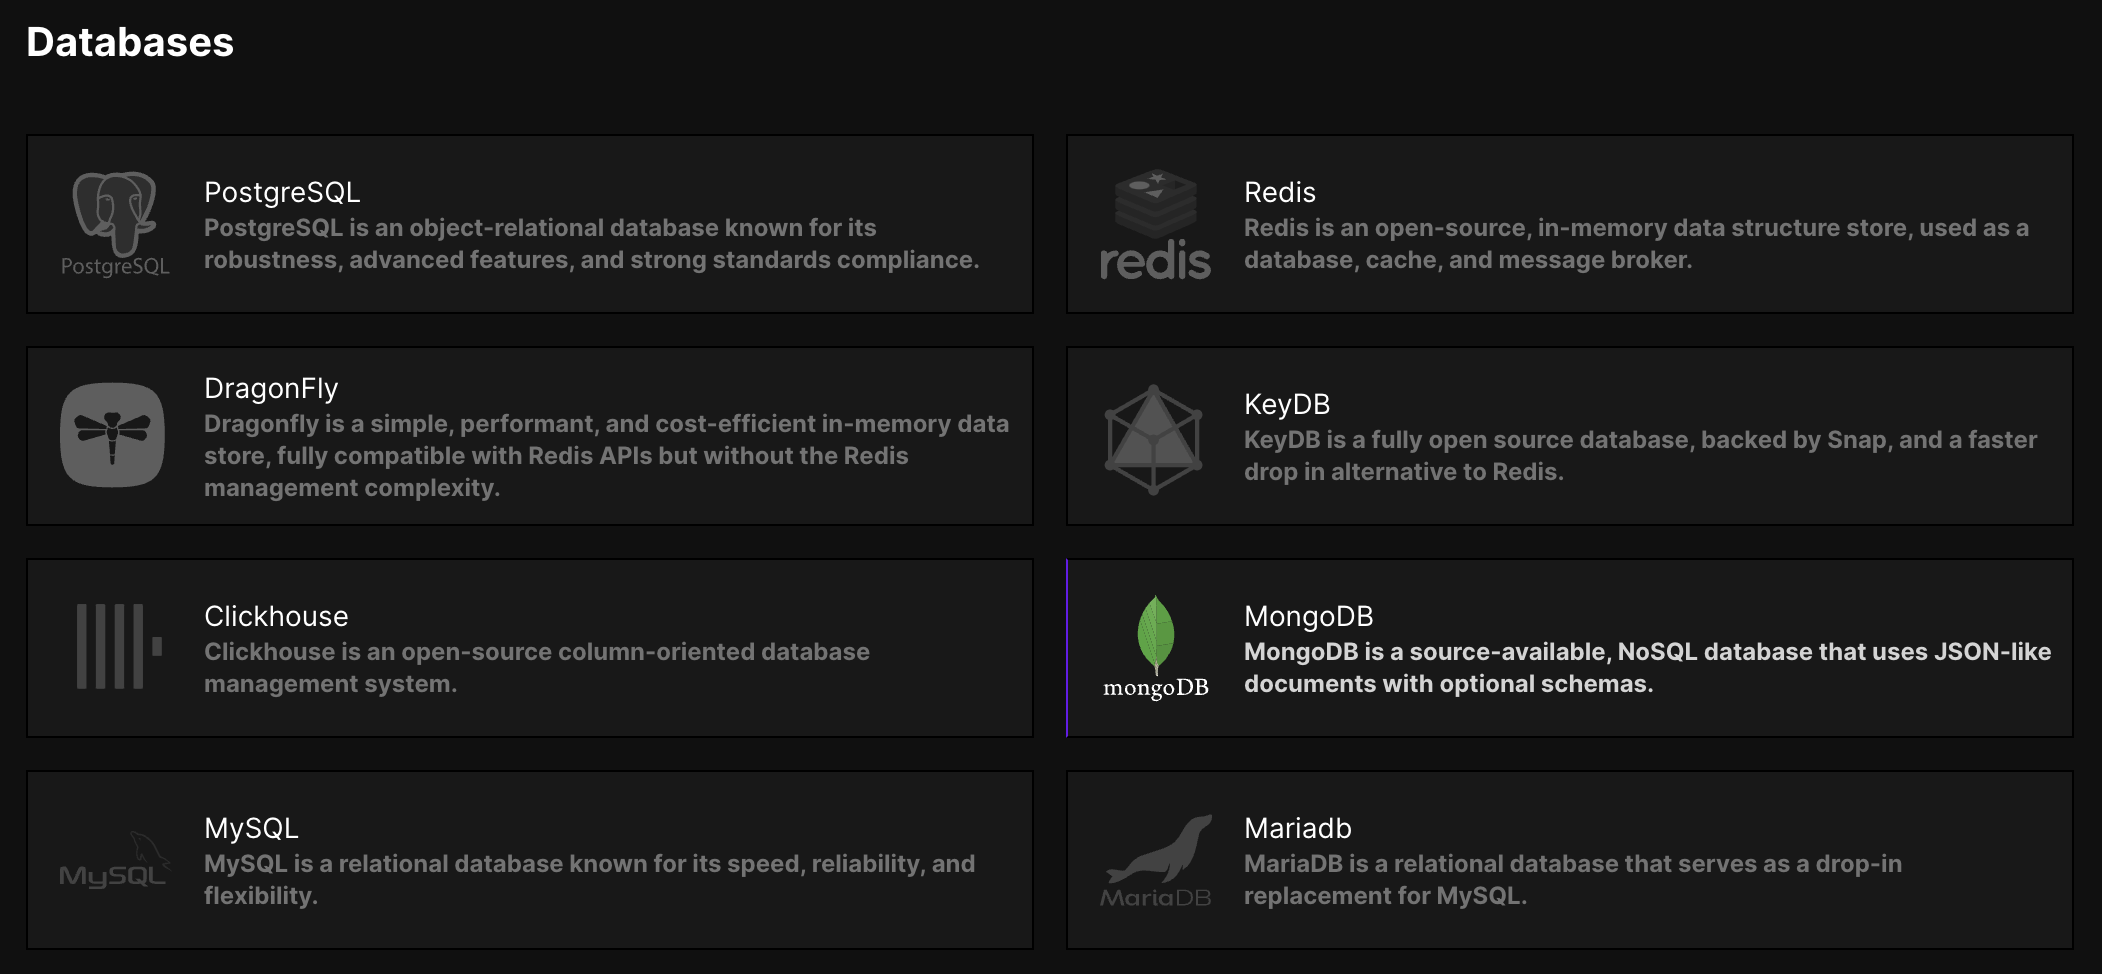 Databases
PostgreSQL
PostgreSQL
PostgreSQL is an object-relational database known for its
robustness, advanced features, and strong standards compliance.
redis
Redis
Redis is an open-source, in-memory data structure store, used as a
database, cache, and message broker.
DragonFly
Dragonfly is a simple, performant, and cost-efficient in-memory data
store, fully compatible with Redis APIs but without the Redis
management complexity.
KeyDB
KeyDB is a fully open source database, backed by Snap, and a faster
drop in alternative to Redis.
Clickhouse
Clickhouse is an open-source column-oriented database
management system.
mongoDB
MongoDB
MongoDB is a source-available, NoSQL database that uses JSON-like
documents with optional schemas.
MySQL
MySQL
MySQL is a relational database known for its speed, reliability, and
flexibility.
MariaDB
Mariadb
MariaDB is a relational database that serves as a drop-in
replacement for MySQL.